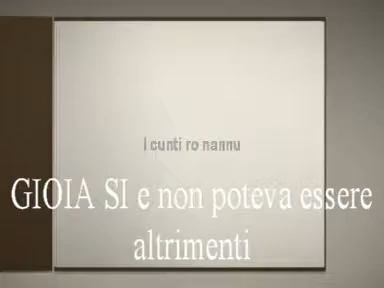 I cunti ro nannu
GIOIA SI e non poteva essere
altrimenti